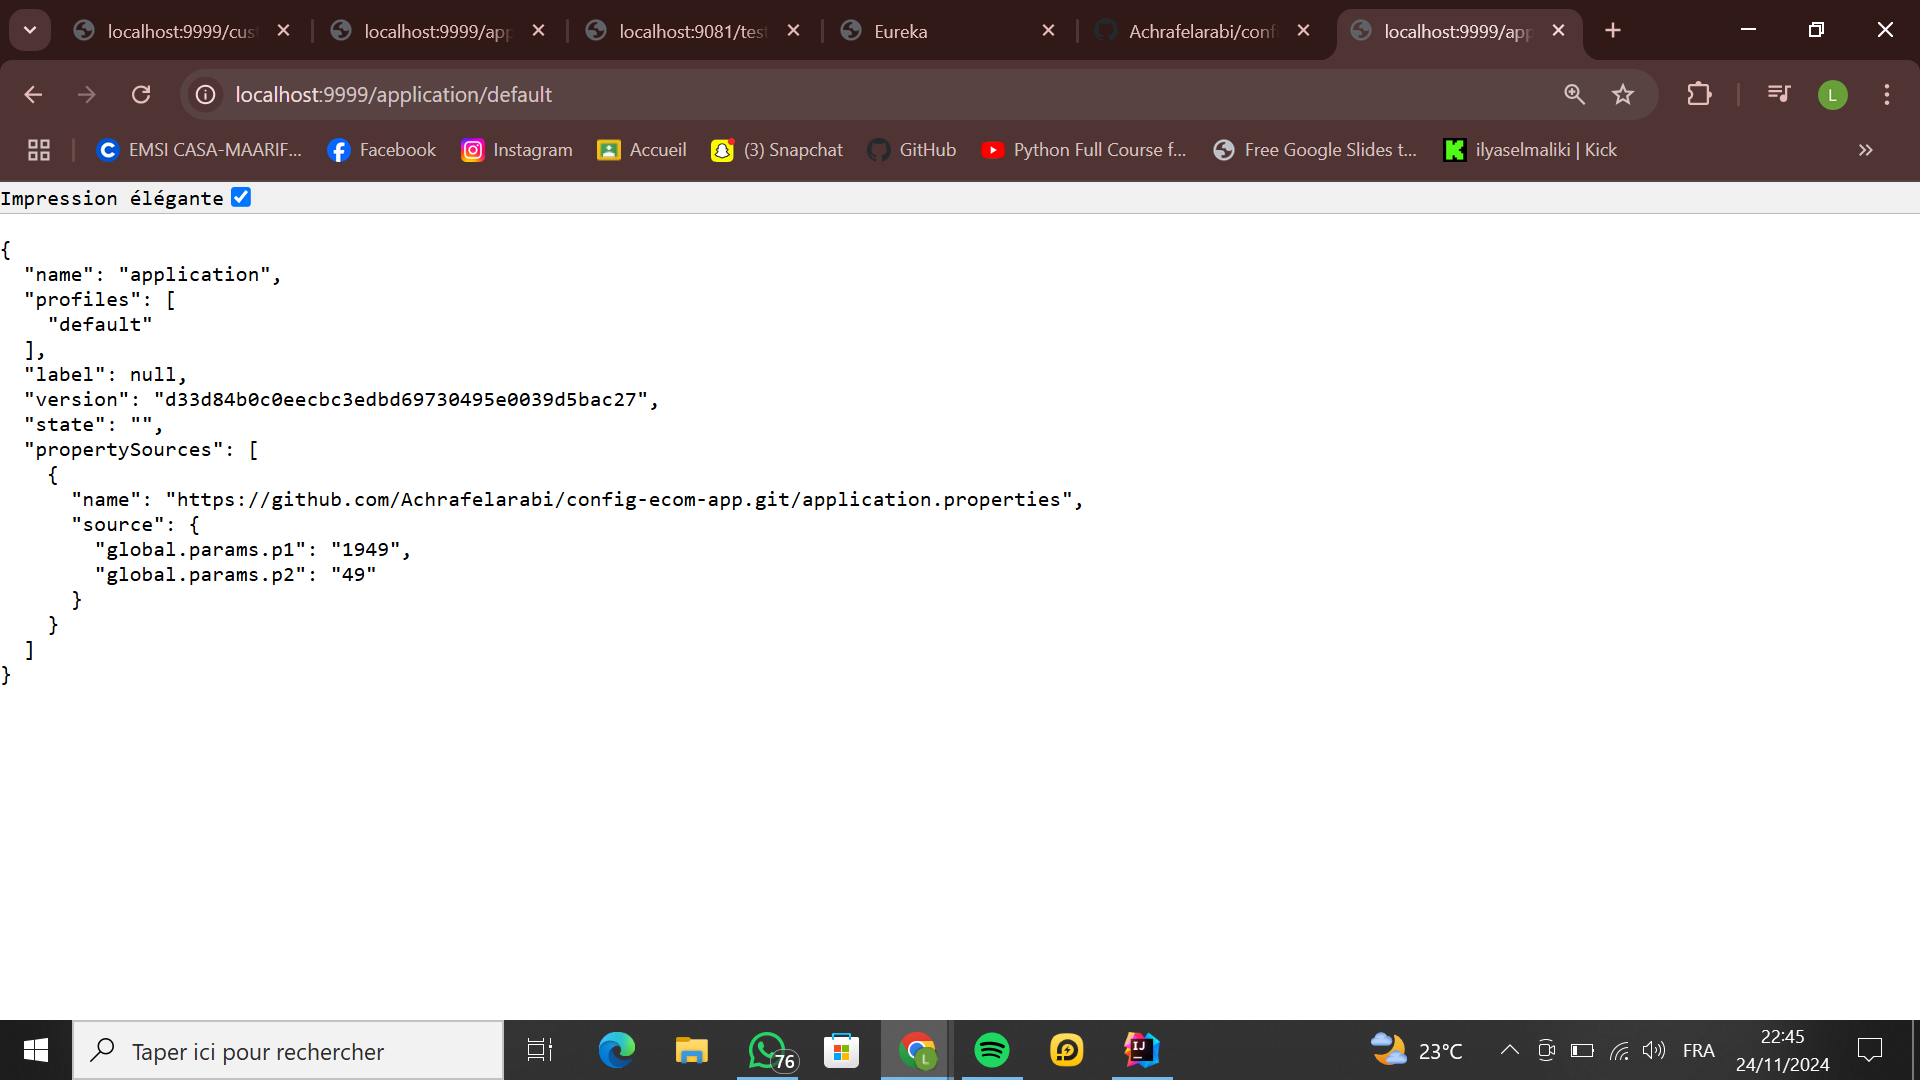 localhost:9999/cus
localhost:9999/app
localhost:9081/test
Eureka
Achrafelarabi/confi
localhost:9999/app
localhost:9999/application/default
L
EMSI CASA-MAARIF...
Facebook
Instagram
Accueil
(3) Snapchat
GitHub
Python Full Course f...
Free Google Slides t...
ilyaselmaliki | Kick
Impression élégante
{
  "name": "application",
  "profiles": [
    "default"
  ],
  "label": null,
  "version": "d33d84b0c0eecbc3edbd69730495e0039d5bac27",
  "state": "",
  "propertySources": [
    {
      "name": "https://github.com/Achrafelarabi/config-ecom-app.git/application.properties",
      "source": {
        "global.params.p1": "1949",
        "global.params.p2": "49"
      }
    }
  ]
}
Taper ici pour rechercher
76
L
IJ
23°C
FRA
22:45
24/11/2024